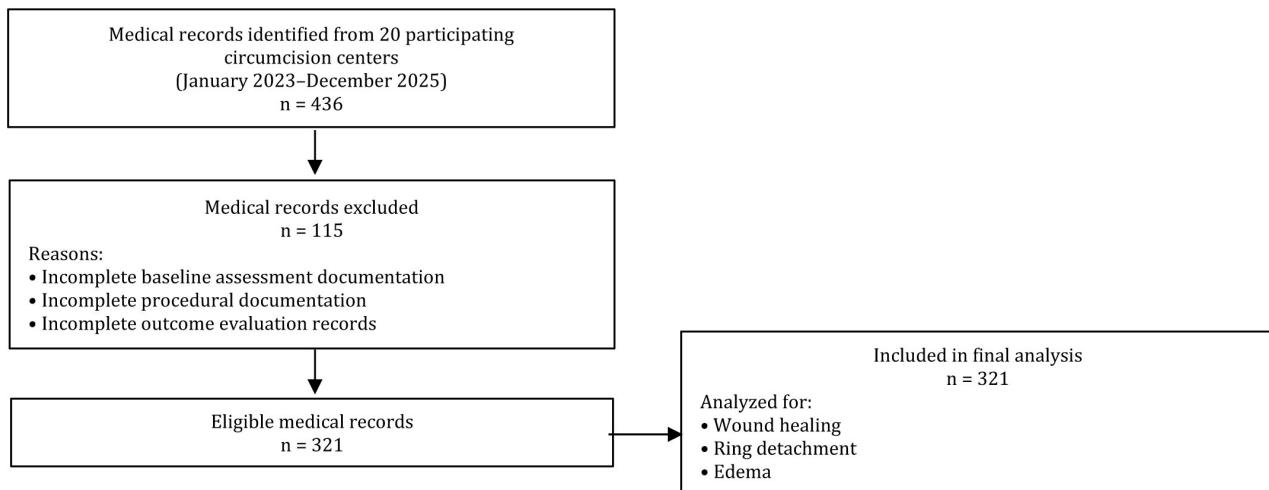 Medical records identified from 20 participating
circumcision centers
(January 2023–December 2025)
n = 436
Medical records excluded
n = 115
Reasons:
• Incomplete baseline assessment documentation
• Incomplete procedural documentation
• Incomplete outcome evaluation records
Eligible medical records
n = 321
Included in final analysis
n = 321
Analyzed for:
• Wound healing
• Ring detachment
• Edema